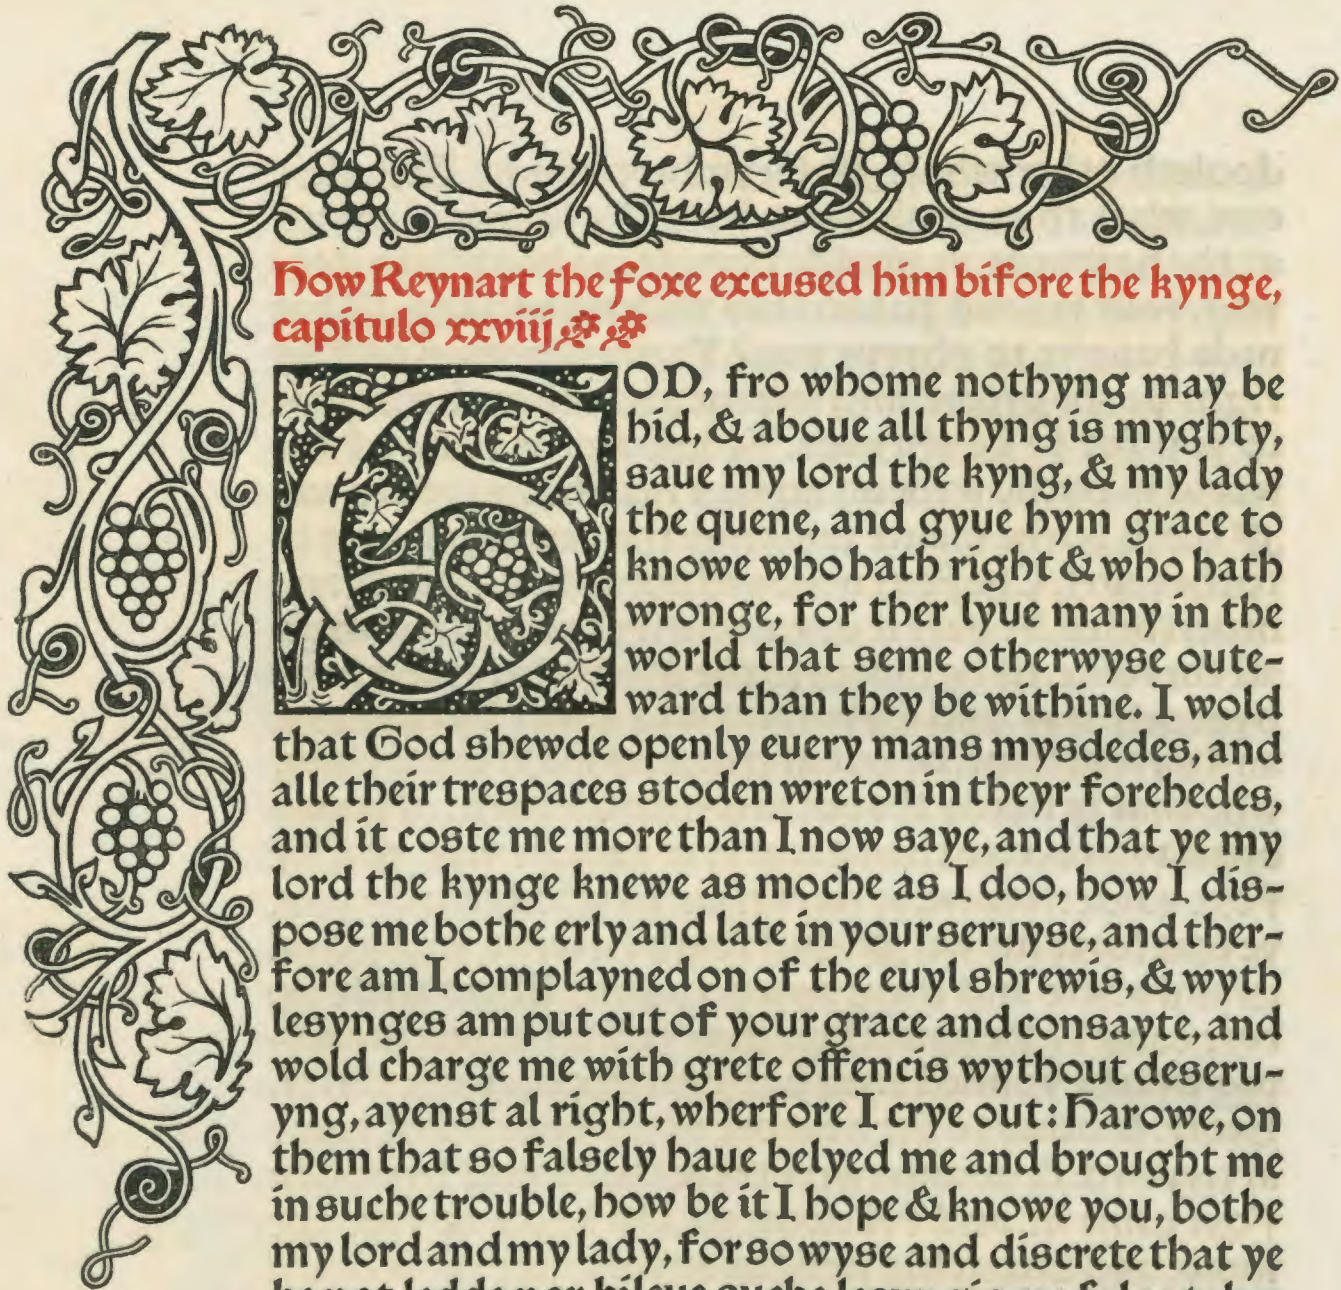 How Reynart the foxe excused him bifore the kynge,
capitulo xxviij
GOD, fro whome nothyng may be
hid, & aboue all thyng is myghty,
saue my lord the kyng, & my lady
the quene, and gyue hym grace to
knowe who hath right & who hath
wronge, for ther lyue many in the
world that seme otherwyse oute-
ward than they be withine. I wold
that God shewde openly euery mans mysdedes, and
alle their trespaces stoden wreton in theyr forehedes,
and it coste me more than I now saye, and that ye my
lord the kynge knewe as moche as I doo, how I dis-
pose me bothe erly and late in your seruyse, and ther-
fore am I complayned on of the euyl shrewis, & wyth
lesynges am put out of your grace and consayte, and
wold charge me with grete offencis wythout deseru-
yng, ayenst al right, wherfore I crye out: Harowe, on
them that so falsely haue belyed me and brought me
in suche trouble, how be it I hope & knowe you, bothe
my lord and my lady, for so wyse and discrete that ye